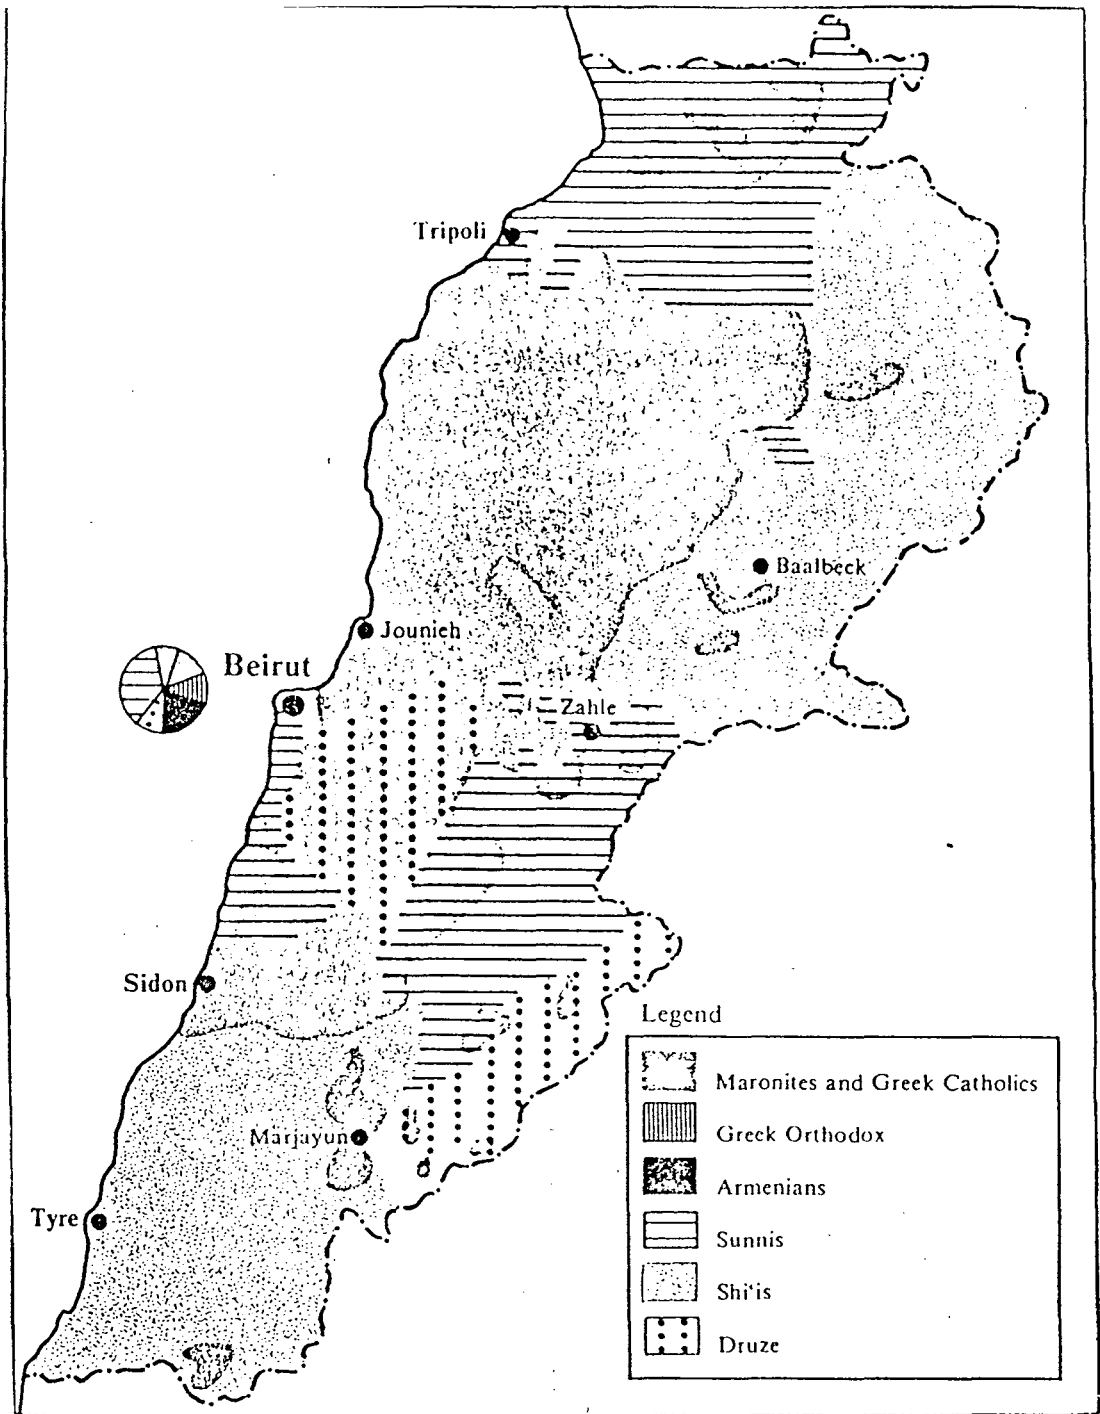 Tripoli
Baalbeck
Jounieh
Beirut
Zahle
Sidon
Marjayun
Tyre
Legend
Maronites and Greek Catholics
Greek Orthodox
Armenians
Sunnis
Shi'is
Druze